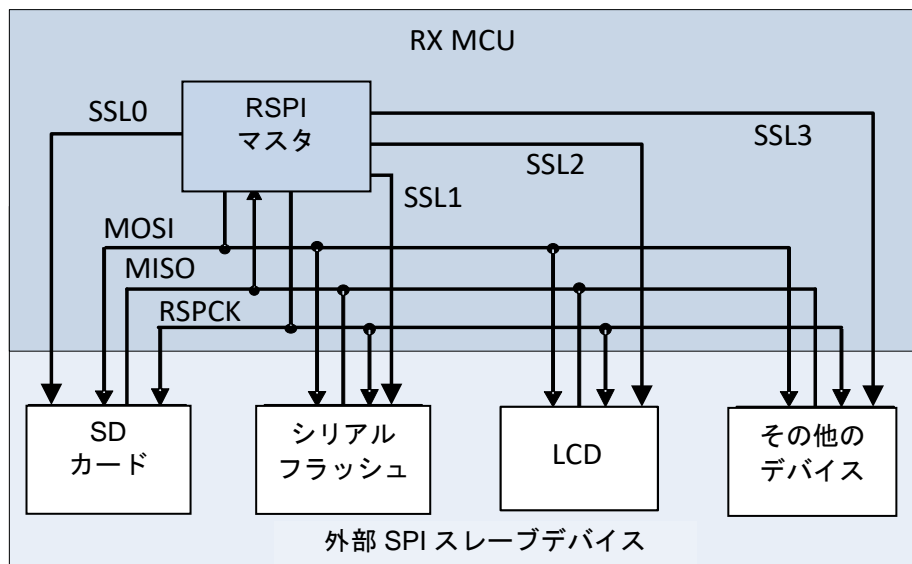 RX MCU
RSPI
マスタ
SSL0
SSL1
SSL2
SSL3
MOSI
MISO
RSPCK
SD
カード
シリアル
フラッシュ
LCD
その他の
デバイス
外部 SPI スレーブデバイス